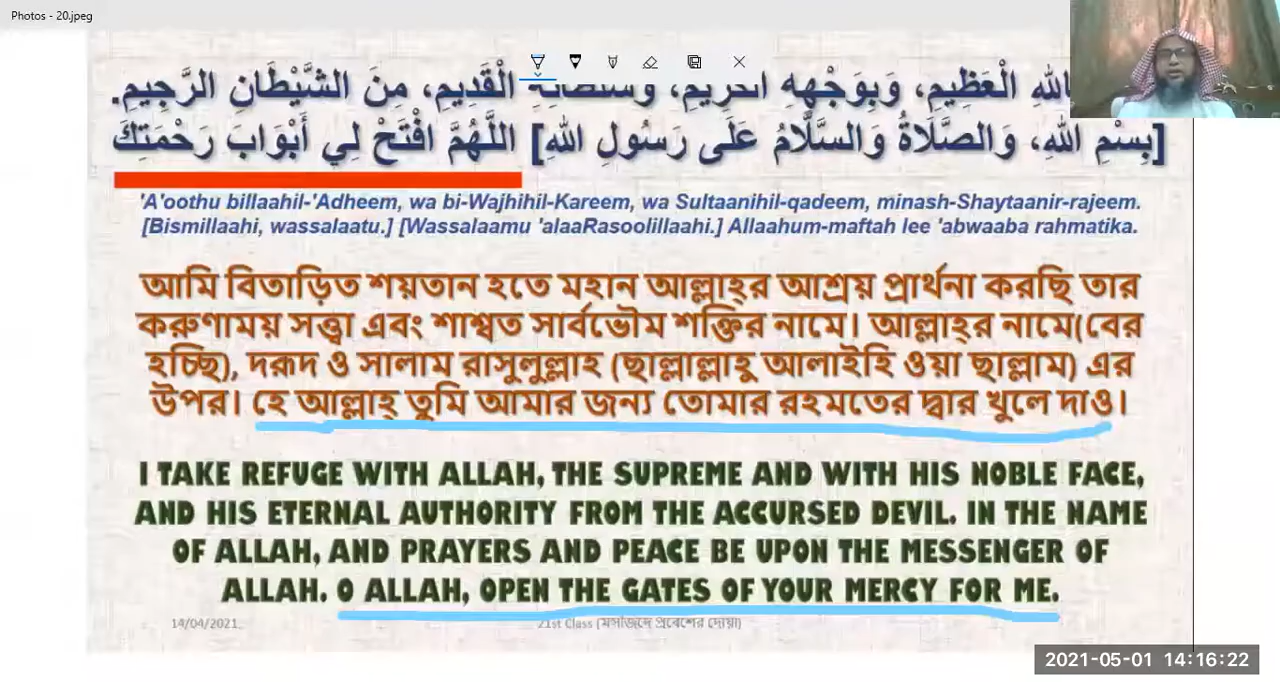 Photos - 20.jpeg
اللهِ الْعَظِيمِ، وَبِوَجْهِهِ الْكَرِيمِ، الْقَدِيمِ، مِنَ الشَّيْطَانِ الرَّجِيمِ.
[بِسْمِ اللهِ، وَالصَّلَاةُ وَالسَّلَامُ عَلَى رَسُولِ اللهِ] اللَّهُمَّ افْتَحْ لِي أَبْوَابَ رَحْمَتِكَ
'A'oothu billaahil-'Adheem, wa bi-Wajhihil-Kareem, wa Sultaanihil-qadeem, minash-Shaytaanir-rajeem.
[Bismillaahi, wassalaatu.] [Wassalaamu 'alaaRasoolillaahi.] Allaahum-maftah lee 'abwaaba rahmatika.
আমি বিতাড়িত শয়তান হতে মহান আল্লাহ্‌র আশ্রয় প্রার্থনা করছি তার
করুণাময় সত্ত্বা এবং শাশ্বত সার্বভৌম শক্তির নামে। আল্লাহ্‌র নামে(বের
হচ্ছি), দরূদ ও সালাম রাসুলুল্লাহ (ছাল্লাল্লাহু আলাইহি ওয়া ছাল্লাম) এর
উপর। হে আল্লাহ্ তুমি আমার জন্য তোমার রহমতের দ্বার খুলে দাও।
I TAKE REFUGE WITH ALLAH, THE SUPREME AND WITH HIS NOBLE FACE,
AND HIS ETERNAL AUTHORITY FROM THE ACCURSED DEVIL. IN THE NAME
OF ALLAH, AND PRAYERS AND PEACE BE UPON THE MESSENGER OF
ALLAH. O ALLAH, OPEN THE GATES OF YOUR MERCY FOR ME.
14/04/2021 21st Class (মসজিদে প্রবেশের দোয়া)
2021-05-01 14:16:22